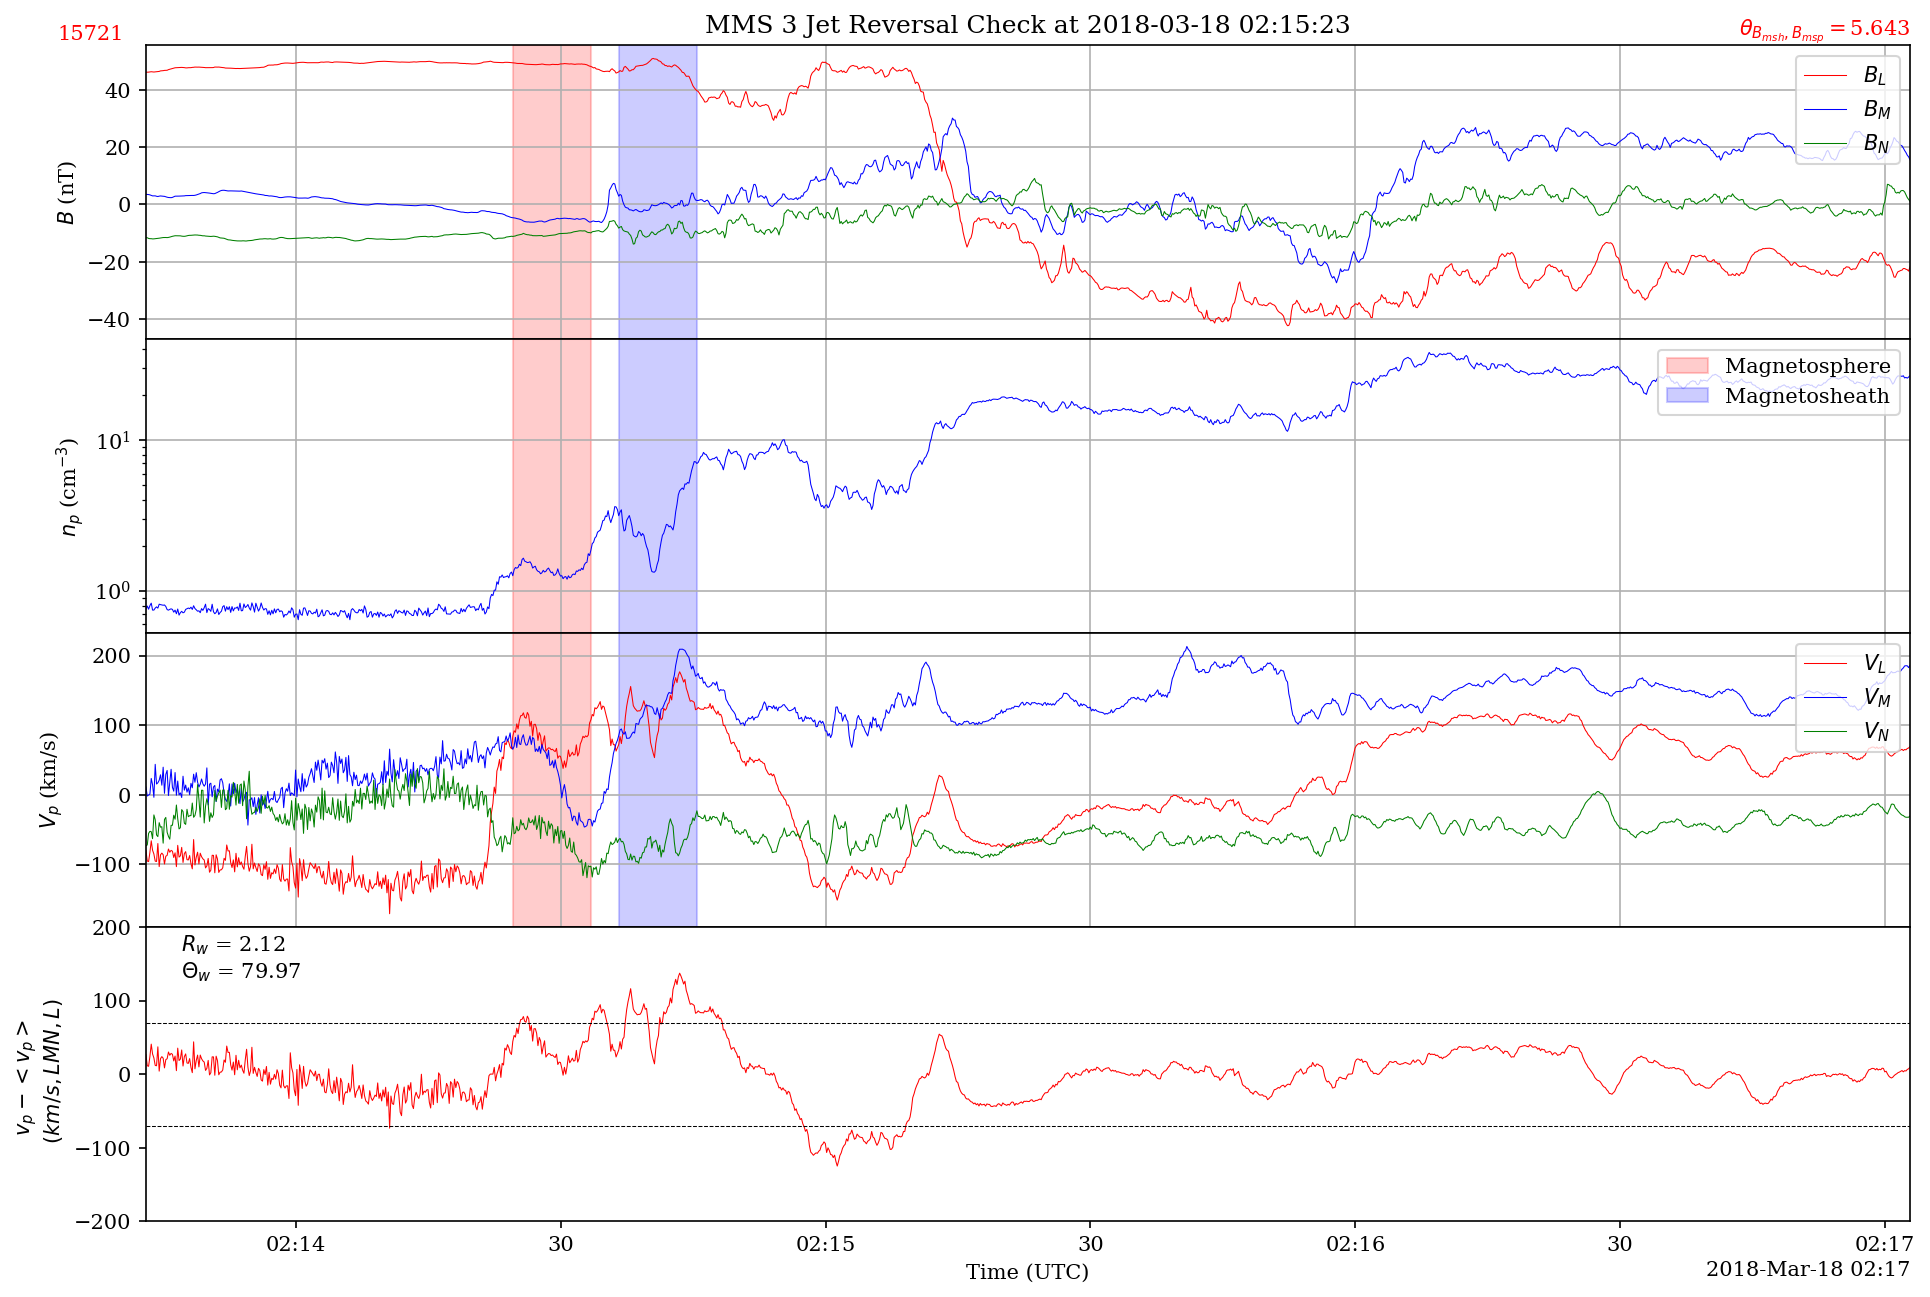 MMS 3 Jet Reversal Check at 2018-03-18 02:15:23
15721
θ_{B_{msh}, B_{msp}} = 5.643
B (nT)
40
20
0
−20
−40
B_L
B_M
B_N
n_p (cm^{−3})
10^1
10^0
Magnetosphere
Magnetosheath
V_p (km/s)
200
100
0
−100
V_L
V_M
V_N
v_p − < v_p >
(km/s, LMN, L)
200
100
0
−100
−200
R_w = 2.12
Θ_w = 79.97
02:14
30
02:15
30
02:16
30
02:17
Time (UTC)
2018-Mar-18 02:17